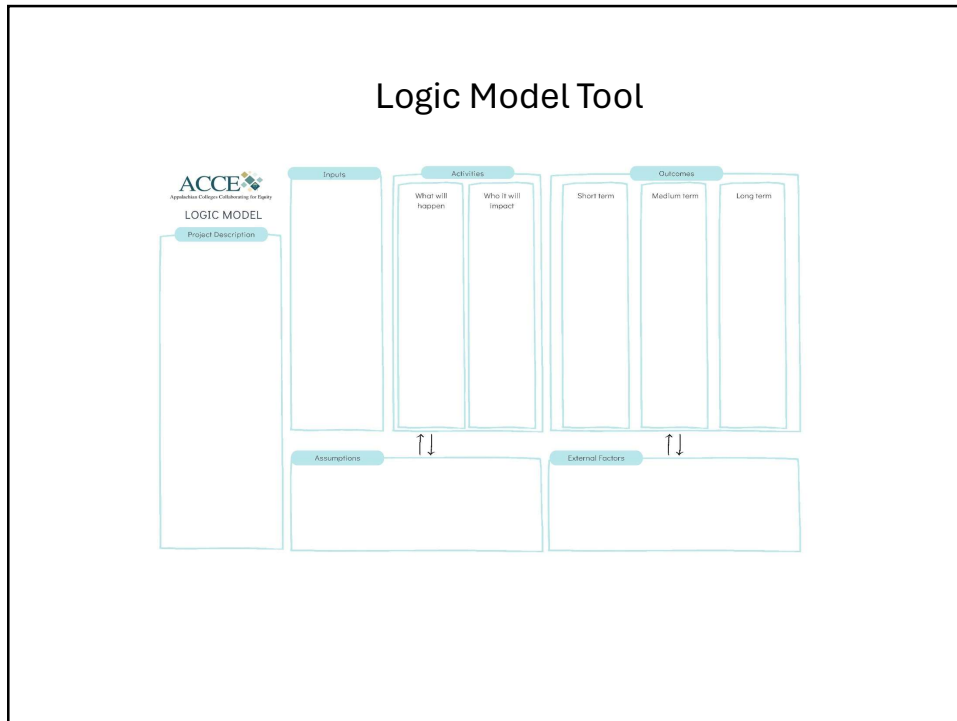 Logic Model Tool
ACCE
Appalachian Colleges Collaborating for Equity
LOGIC MODEL
Project Description
Inputs
Activities
What will
happen
Who it will
impact
Outcomes
Short term
Medium term
Long term
Assumptions
External Factors